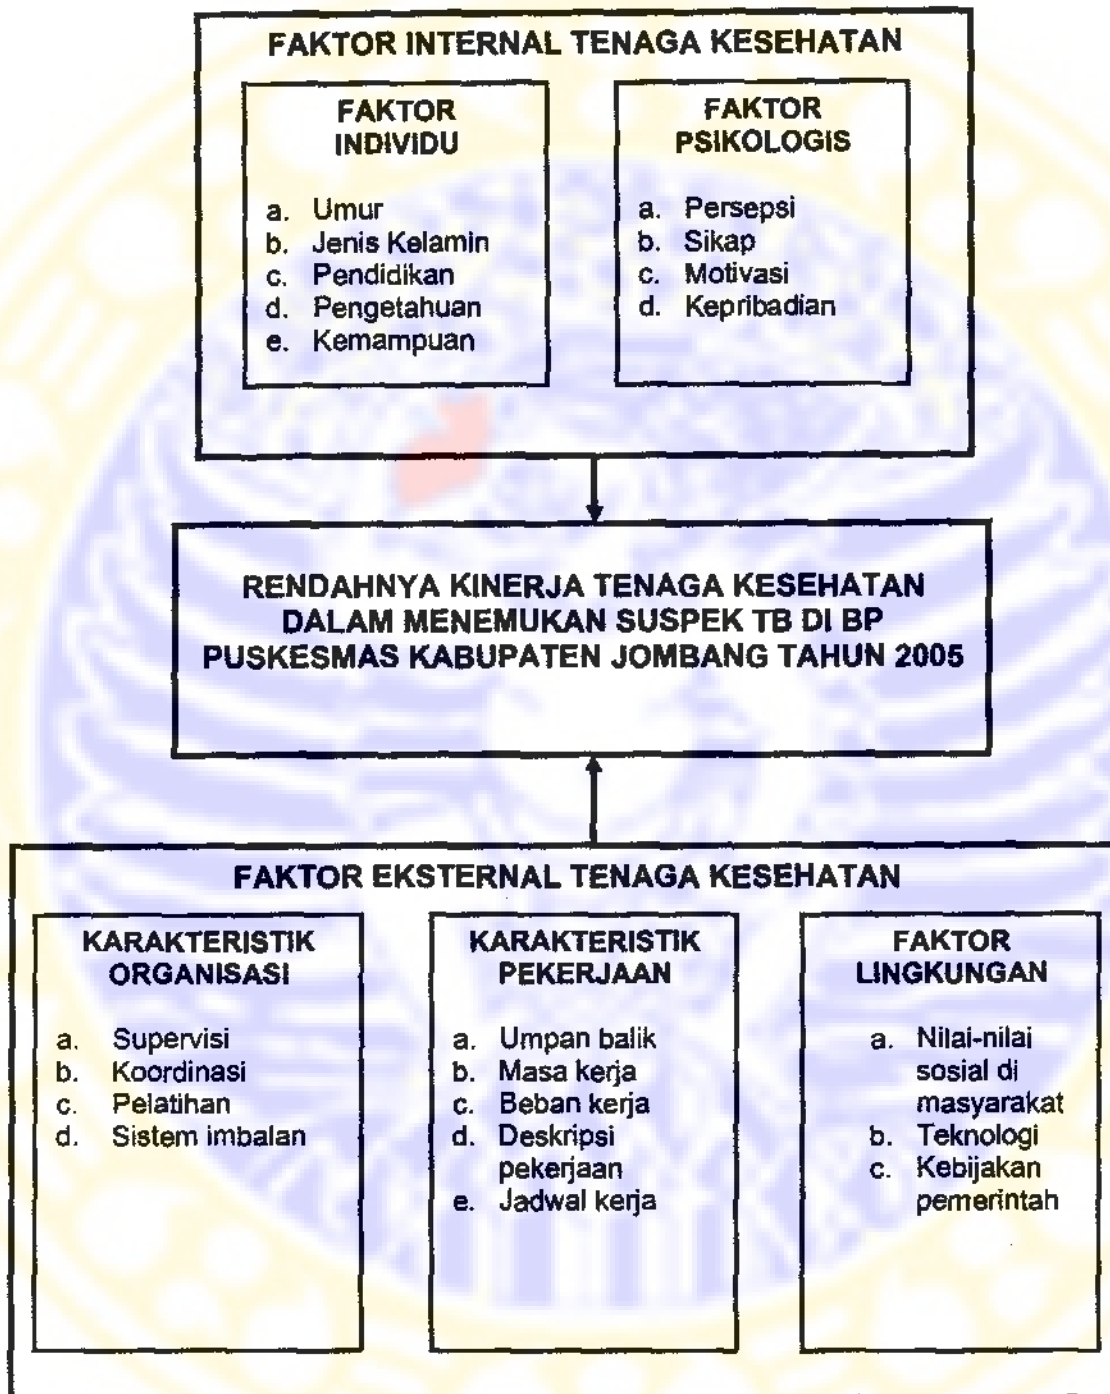 FAKTOR INTERNAL TENAGA KESEHATAN
FAKTOR
INDIVIDU
a. Umur
b. Jenis Kelamin
c. Pendidikan
d. Pengetahuan
e. Kemampuan
FAKTOR
PSIKOLOGIS
a. Persepsi
b. Sikap
c. Motivasi
d. Kepribadian
RENDAHNYA KINERJA TENAGA KESEHATAN
DALAM MENEMUKAN SUSPEK TB DI BP
PUSKESMAS KABUPATEN JOMBANG TAHUN 2005
FAKTOR EKSTERNAL TENAGA KESEHATAN
KARAKTERISTIK
ORGANISASI
a. Supervisi
b. Koordinasi
c. Pelatihan
d. Sistem imbalan
KARAKTERISTIK
PEKERJAAN
a. Umpan balik
b. Masa kerja
c. Beban kerja
d. Deskripsi
pekerjaan
e. Jadwal kerja
FAKTOR
LINGKUNGAN
a. Nilai-nilai
sosial di
masyarakat
b. Teknologi
c. Kebijakan
pemerintah